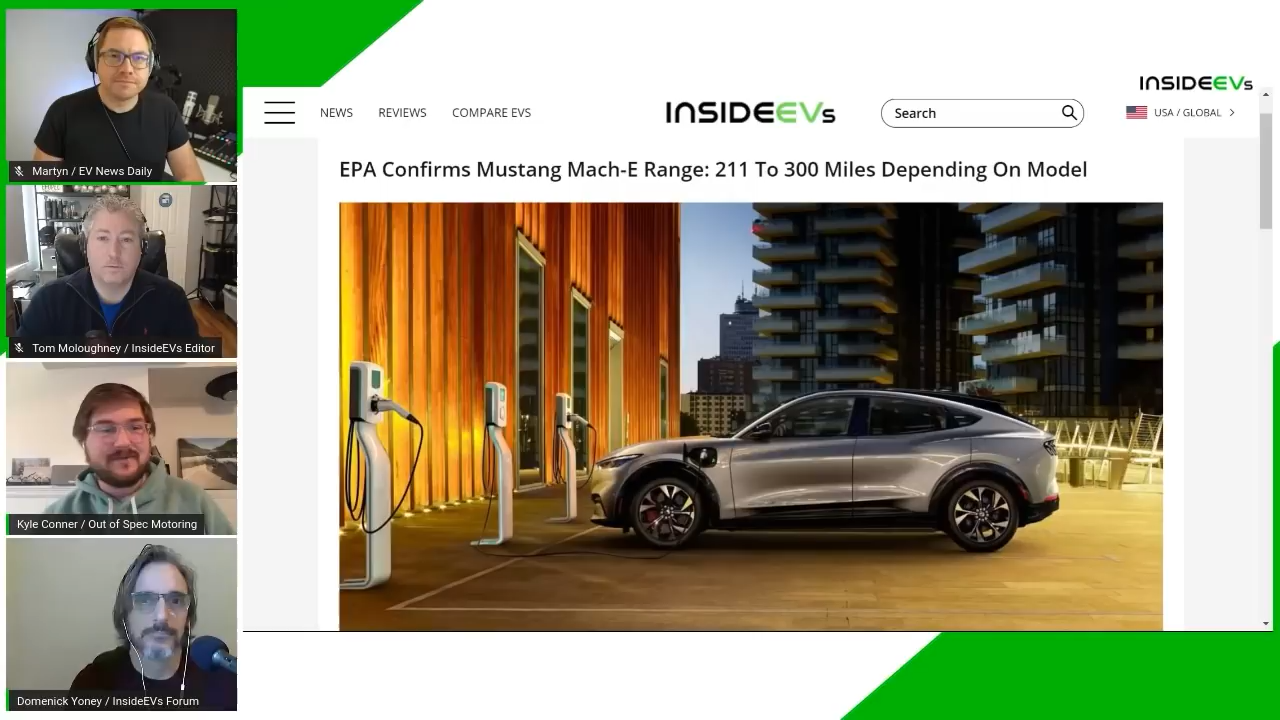 Martyn / EV News Daily
Tom Moloughney / InsideEVs Editor
Kyle Conner / Out of Spec Motoring
Domenick Yoney / InsideEVs Forum
INSIDEEVs
NEWS REVIEWS COMPARE EVS INSIDEEVs Search USA / GLOBAL
EPA Confirms Mustang Mach-E Range: 211 To 300 Miles Depending On Model